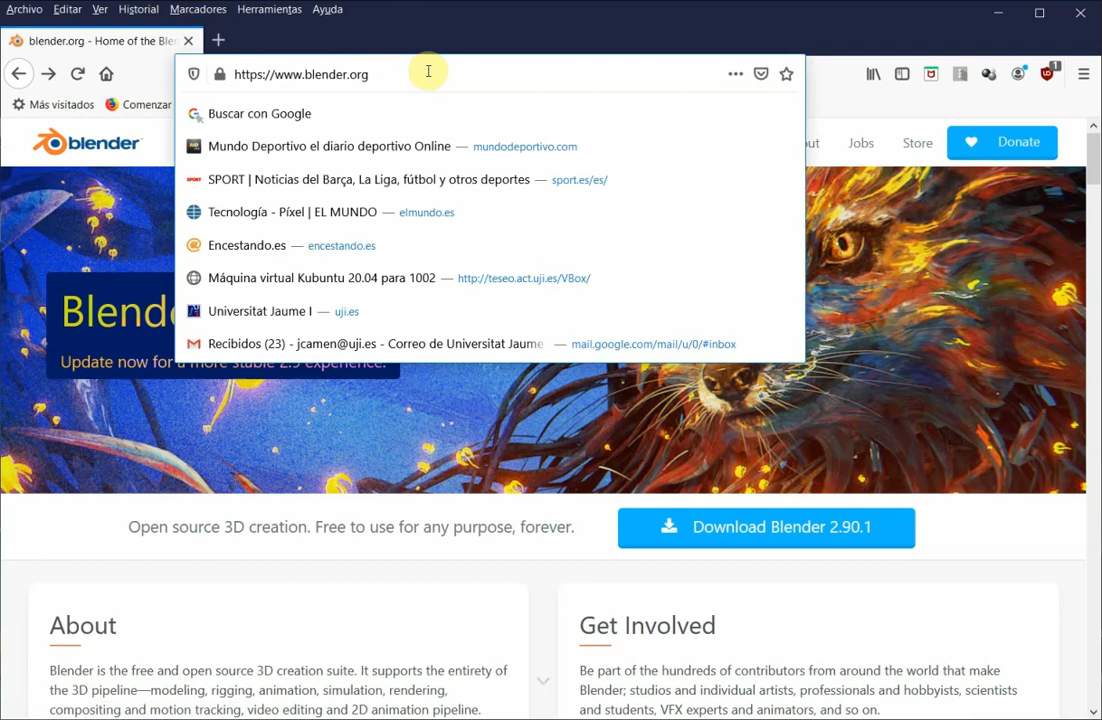 Archivo Editar Ver Historial Marcadores Herramientas Ayuda
blender.org - Home of the Blen
https://www.blender.org
1
Más visitados Comenzar
Buscar con Google
Mundo Deportivo el diario deportivo Online — mundodeportivo.com
SPORT | Noticias del Barça, La Liga, fútbol y otros deportes — sport.es/es/
Tecnología - Píxel | EL MUNDO — elmundo.es
Encestando.es — encestando.es
Máquina virtual Kubuntu 20.04 para 1002 — http://teseo.act.uji.es/VBox/
Universitat Jaume I — uji.es
Recibidos (23) - jcamen@uji.es - Correo de Universitat Jaume — mail.google.com/mail/u/0/#inbox
blender
out Jobs Store Donate
Blende
Update now for a more stable 2.9 experience.
Open source 3D creation. Free to use for any purpose, forever.
Download Blender 2.90.1
About
Blender is the free and open source 3D creation suite. It supports the entirety of
the 3D pipeline—modeling, rigging, animation, simulation, rendering,
compositing and motion tracking, video editing and 2D animation pipeline.
Get Involved
Be part of the hundreds of contributors from around the world that make
Blender; studios and individual artists, professionals and hobbyists, scientists
and students, VFX experts and animators, and so on.